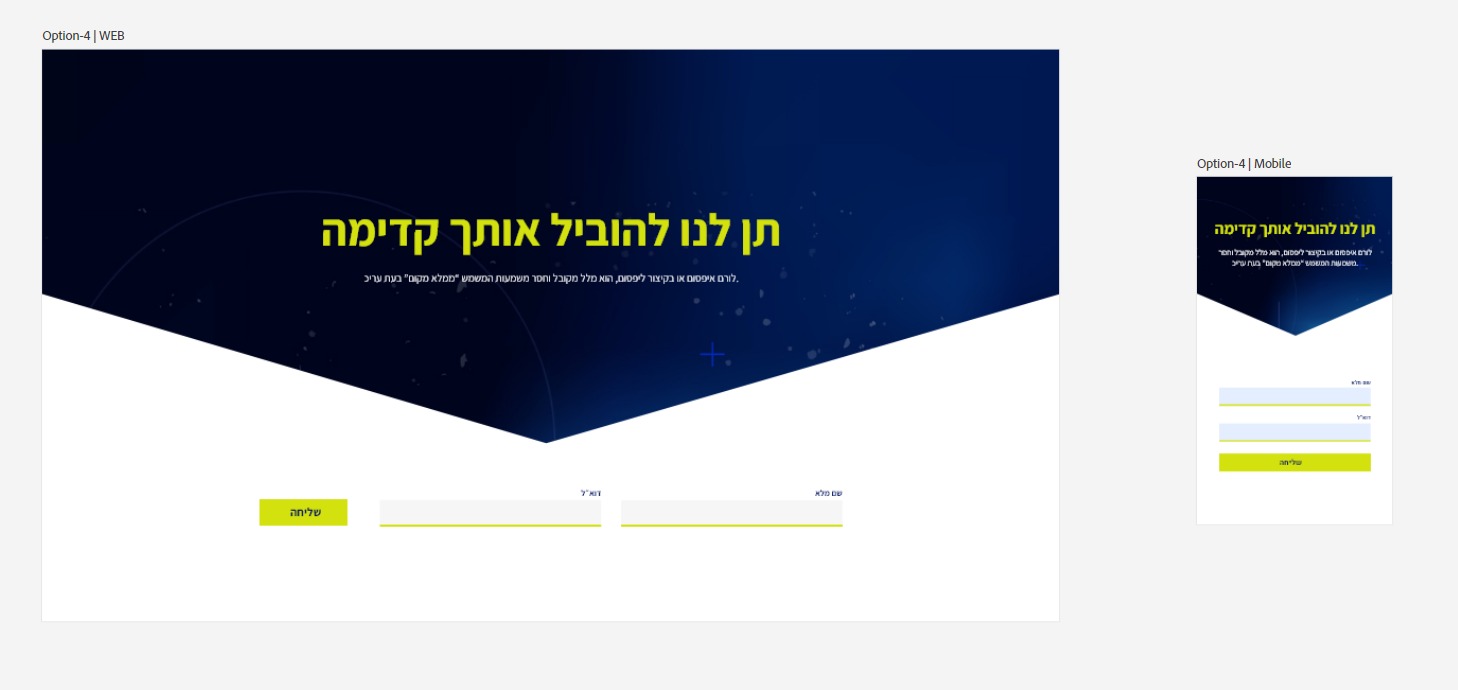 Option-4 | WEB
תן לנו להוביל אותך קדימה
לורם איפסום או בקיצור ליפסום, הוא מלל מקובל וחסר משמעות המשמש "ממלא מקום" בעת עריכ.
שם מלא
דוא"ל
שליחה
Option-4 | Mobile
תן לנו להוביל אותך קדימה
לורם איפסום או בקיצור ליפסום, הוא מלל מקובל וחסר
משמעות המשמש "ממלא מקום" בעת עריכ.
שם מלא
דוא"ל
שליחה